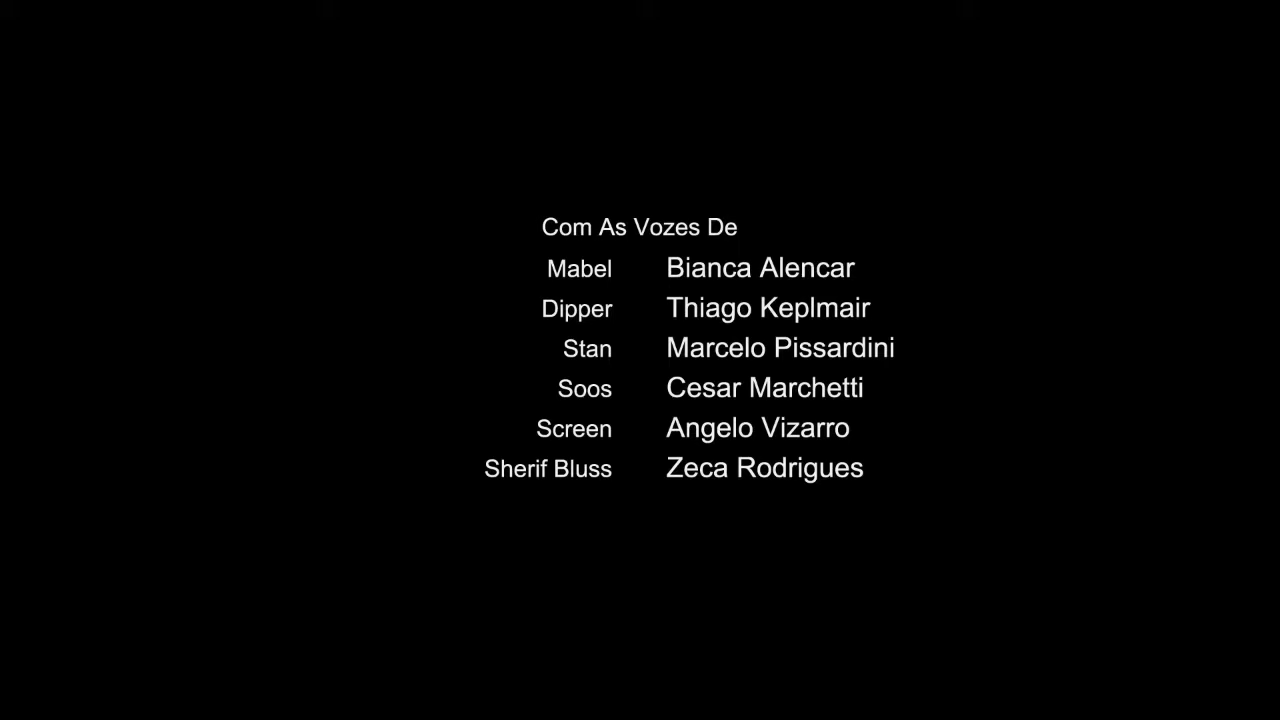 Com As Vozes De
Mabel Bianca Alencar
Dipper Thiago Keplmair
Stan Marcelo Pissardini
Soos Cesar Marchetti
Screen Angelo Vizarro
Sherif Bluss Zeca Rodrigues